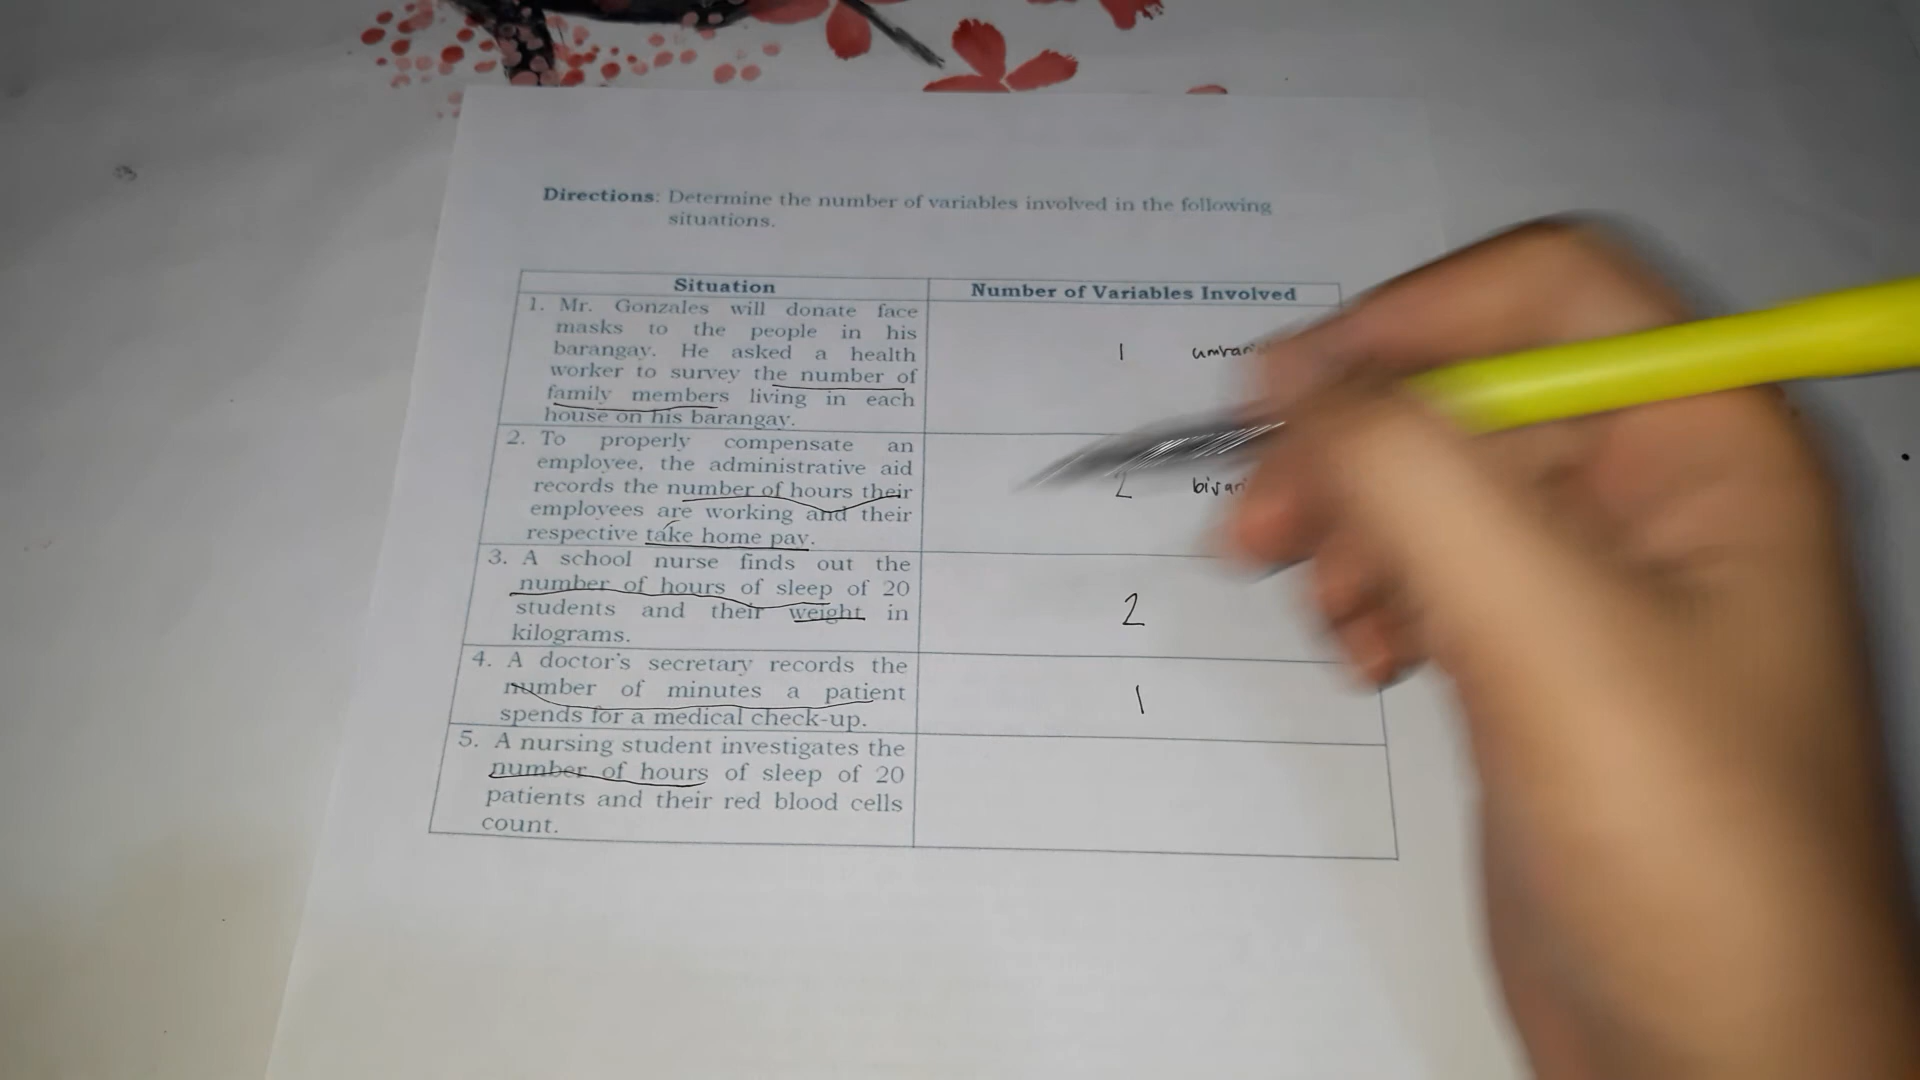 Directions: Determine the number of variables involved in the following
situations.
Situation
Number of Variables Involved
1. Mr. Gonzales will donate face
masks to the people in his
barangay. He asked a health
worker to survey the number of
family members living in each
house on his barangay.
1
2. To properly compensate an
employee, the administrative aid
records the number of hours their
employees are working and their
respective take home pay.
2
3. A school nurse finds out the
number of hours of sleep of 20
students and their weight in
kilograms.
2
4. A doctor's secretary records the
number of minutes a patient
spends for a medical check-up.
1
5. A nursing student investigates the
number of hours of sleep of 20
patients and their red blood cells
count.